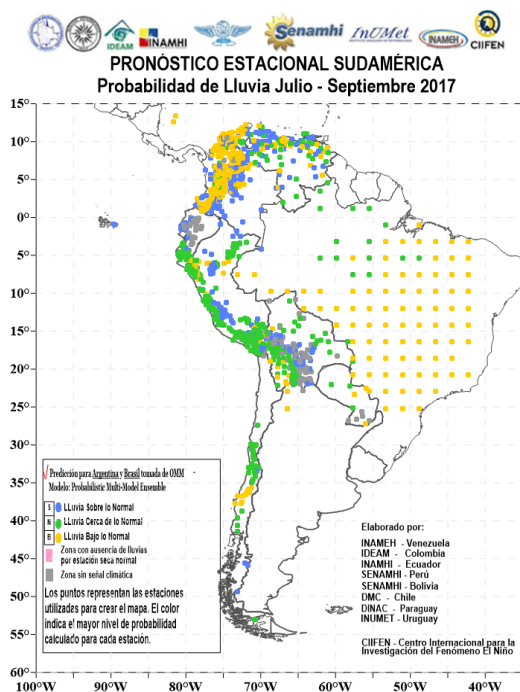 IDEAM
INAMHI
Senamhi
INUMet
INAMEH
CIIFEN
PRONÓSTICO ESTACIONAL SUDAMÉRICA
Probabilidad de Lluvia Julio - Septiembre 2017
15°
10°
5°
0°
5°
10°
15°
20°
25°
30°
35°
40°
45°
50°
55°
60°
100°W
90°W
80°W
70°W
60°W
50°W
40°W
√ Predicción para Argentina y Brasil tomada de OMM
Modelo: Probabilistic Multi-Model Ensemble
S LLuvia Sobre lo Normal
N LLuvia Cerca de lo Normal
B LLuvia Bajo lo Normal
Zona con ausencia de lluvias
por estación seca normal
Zona sin señal climática
Los puntos representan las estaciones
utilizadas para crear el mapa. El color
indica el mayor nivel de probabilidad
calculado para cada estación.
Elaborado por:
INAMEH - Venezuela
IDEAM - Colombia
INAMHI - Ecuador
SENAMHI - Perú
SENAMHI - Bolivia
DMC - Chile
DINAC - Paraguay
INUMET - Uruguay
CIIFEN - Centro Internacional para la
Investigación del Fenómeno El Niño